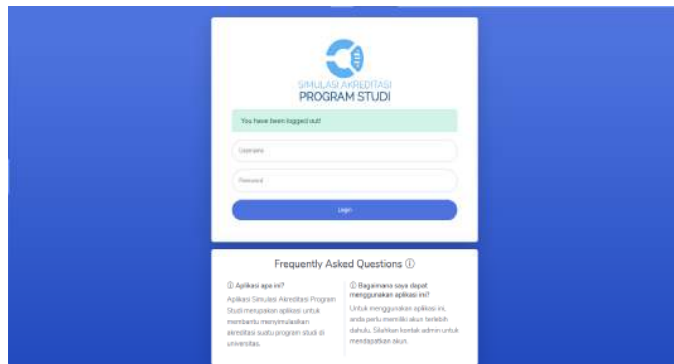 SIMULASI AKREDITASI
PROGRAM STUDI
You have been logged out!
Username
Password
Login
Frequently Asked Questions ⓘ
ⓘ Aplikasi apa ini?
Aplikasi Simulasi Akreditasi Program
Studi merupakan aplikasi untuk
membantu menyimulasikan
akreditasi suatu program studi di
universitas.
ⓘ Bagaimana saya dapat
menggunakan aplikasi ini?
Untuk menggunakan aplikasi ini,
anda perlu memiliki akun terlebih
dahulu. Silahkan kontak admin untuk
mendapatkan akun.